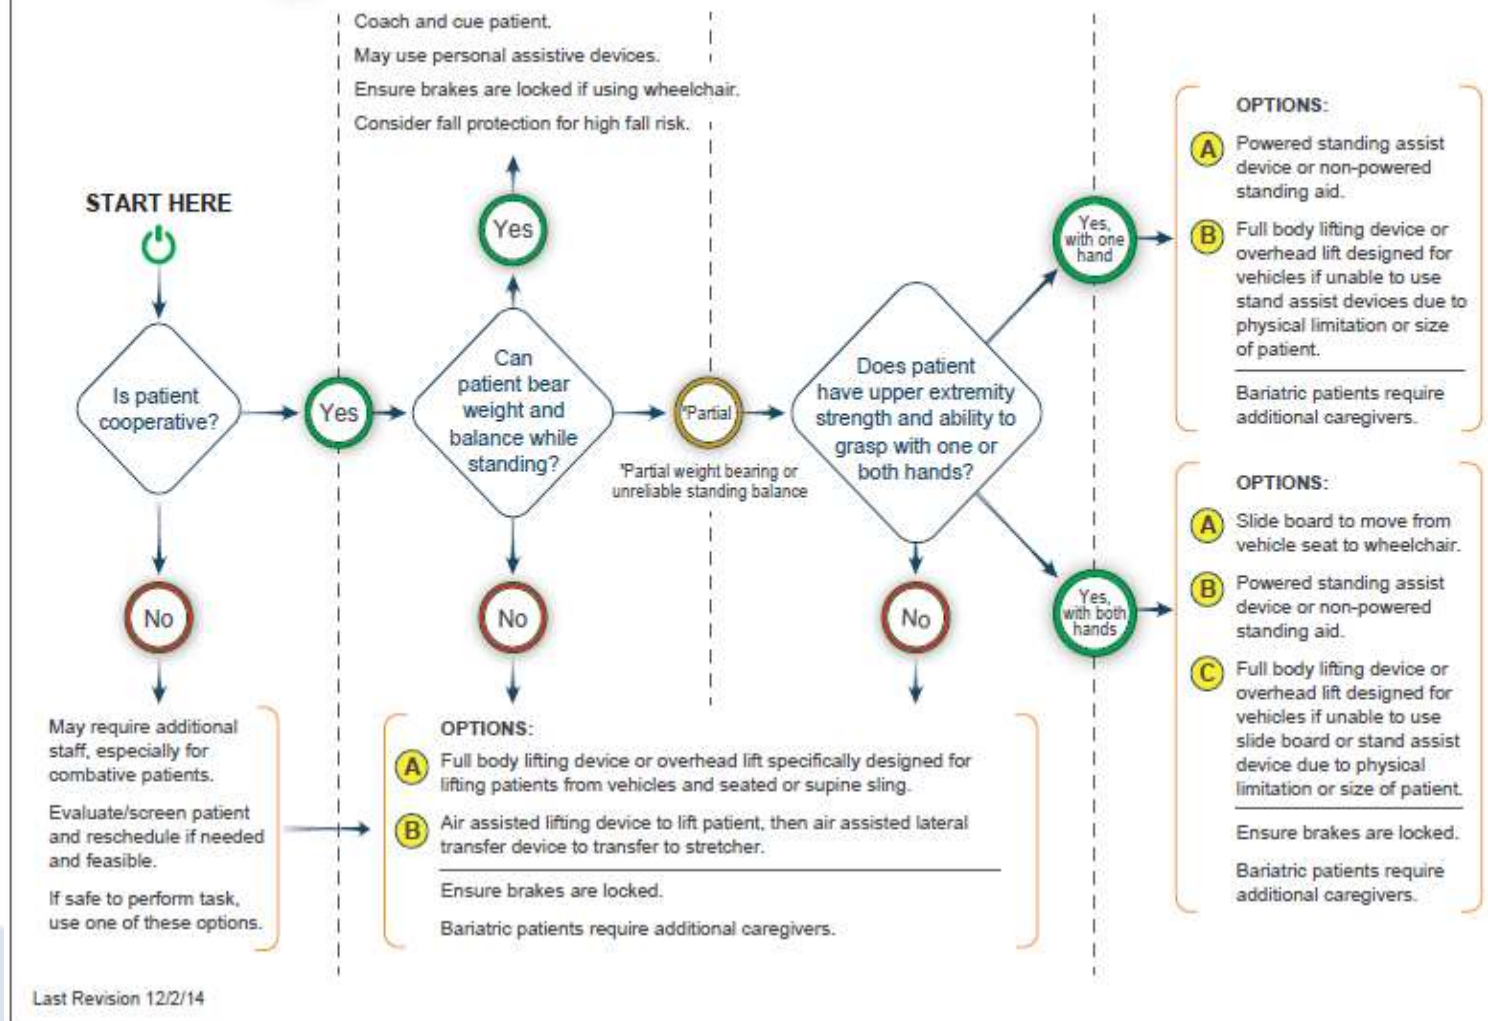 Coach and cue patient.
May use personal assistive devices.
Ensure brakes are locked if using wheelchair.
Consider fall protection for high fall risk.
START HERE
Is patient
cooperative?
Yes
No
May require additional
staff, especially for
combative patients.
Evaluate/screen patient
and reschedule if needed
and feasible.
If safe to perform task,
use one of these options.
Can
patient bear
weight and
balance while
standing?
Yes
No
*Partial
*Partial weight bearing or
unreliable standing balance
Does patient
have upper extremity
strength and ability to
grasp with one or
both hands?
No
OPTIONS:
A Full body lifting device or overhead lift specifically designed for
lifting patients from vehicles and seated or supine sling.
B Air assisted lifting device to lift patient, then air assisted lateral
transfer device to transfer to stretcher.
Ensure brakes are locked.
Bariatric patients require additional caregivers.
Yes,
with one
hand
OPTIONS:
A Powered standing assist
device or non-powered
standing aid.
B Full body lifting device or
overhead lift designed for
vehicles if unable to use
stand assist devices due to
physical limitation or size
of patient.
Bariatric patients require
additional caregivers.
Yes,
with both
hands
OPTIONS:
A Slide board to move from
vehicle seat to wheelchair.
B Powered standing assist
device or non-powered
standing aid.
C Full body lifting device or
overhead lift designed for
vehicles if unable to use
slide board or stand assist
device due to physical
limitation or size of patient.
Ensure brakes are locked.
Bariatric patients require
additional caregivers.
Last Revision 12/2/14